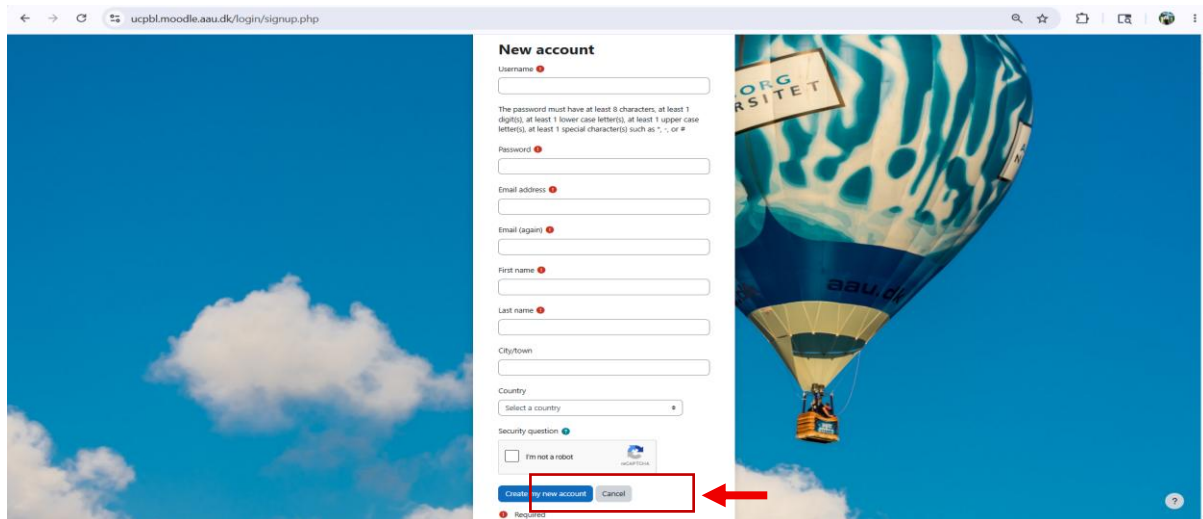 ucpbl.moodle.aau.dk/login/signup.php
New account
Username
The password must have at least 8 characters, at least 1
digit(s), at least 1 lower case letter(s), at least 1 upper case
letter(s), at least 1 special character(s) such as *, -, or #
Password
Email address
Email (again)
First name
Last name
City/town
Country
Select a country
Security question
I'm not a robot
reCAPTCHA
Create my new account Cancel
Required
ORG
RSITET
aau.dk
?